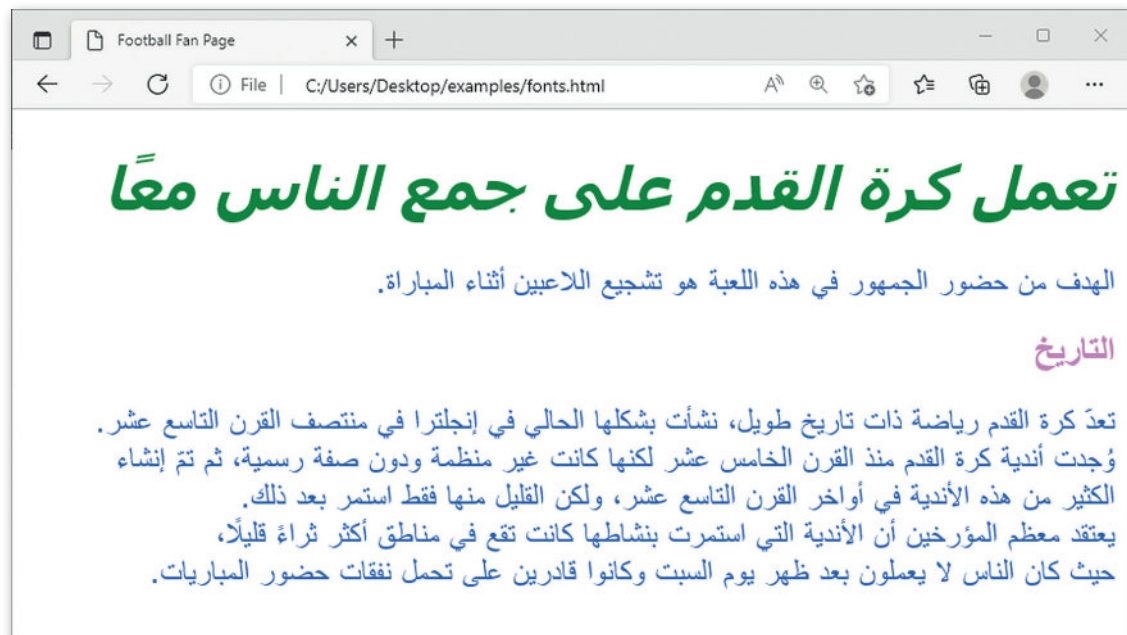 Football Fan Page
File | C:/Users/Desktop/examples/fonts.html
تعمل كرة القدم على جمع الناس معًا
الهدف من حضور الجمهور في هذه اللعبة هو تشجيع اللاعبين أثناء المباراة.
التاريخ
تعدّ كرة القدم رياضة ذات تاريخ طويل، نشأت بشكلها الحالي في إنجلترا في منتصف القرن التاسع عشر.
وُجدت أندية كرة القدم منذ القرن الخامس عشر لكنها كانت غير منظمة ودون صفة رسمية، ثم تمّ إنشاء
الكثير من هذه الأندية في أواخر القرن التاسع عشر، ولكن القليل منها فقط استمر بعد ذلك.
يعتقد معظم المؤرخين أن الأندية التي استمرت بنشاطها كانت تقع في مناطق أكثر ثراءً قليلًا،
حيث كان الناس لا يعملون بعد ظهر يوم السبت وكانوا قادرين على تحمل نفقات حضور المباريات.